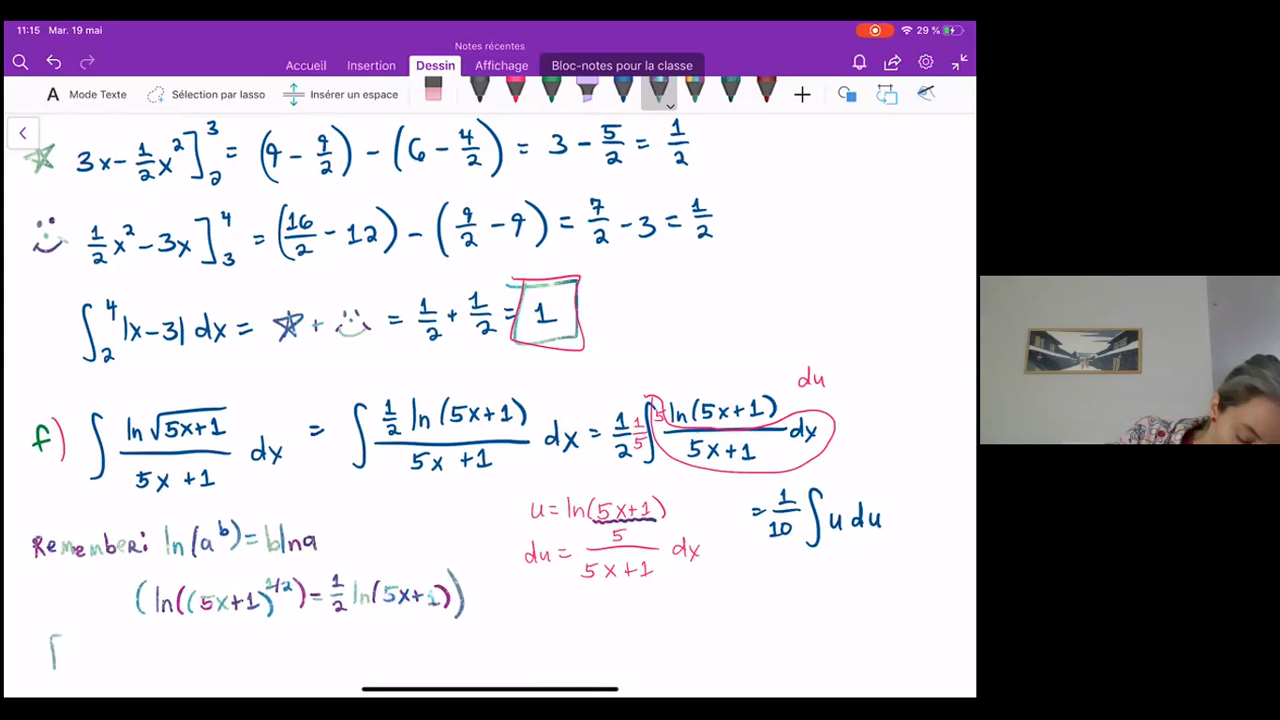 11:15 Mar. 19 mai
29 %
Notes récentes
Accueil Insertion Dessin Affichage Bloc-notes pour la classe
A Mode Texte Sélection par lasso Insérer un espace
3x - 1/2 x²]₂³ = (9 - 9/2) - (6 - 4/2) = 3 - 5/2 = 1/2
1/2 x² - 3x]₃⁴ = (16/2 - 12) - (9/2 - 9) = 7/2 - 3 = 1/2
∫₂⁴ |x-3| dx = ☆ + ☺ = 1/2 + 1/2 = 1
du
f) ∫ ln√(5x+1) / (5x+1) dx = ∫ 1/2 ln(5x+1) / (5x+1) dx = 1/2 1/5 ∫ 5 ln(5x+1) / (5x+1) dx
u = ln(5x+1)
= 1/10 ∫ u du
Remember: ln(a^b) = b lna
du = 5/(5x+1) dx
(ln((5x+1)^1/2) = 1/2 ln(5x+1))